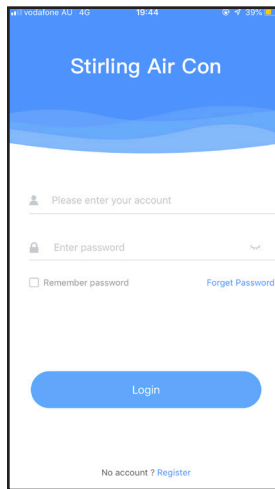 vodafone AU 4G 19:44 39%
Stirling Air Con
Please enter your account
Enter password
Remember password Forget Password
Login
No account ? Register